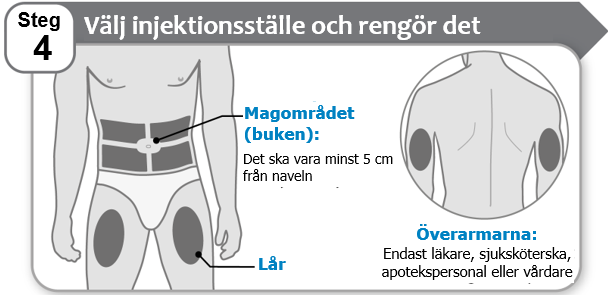 Steg
4
Välj injektionsställe och rengör det
Magområdet
(buken):
Det ska vara minst 5 cm
från naveln
Lår
Överarmarna:
Endast läkare, sjuksköterska,
apotekspersonal eller vårdare